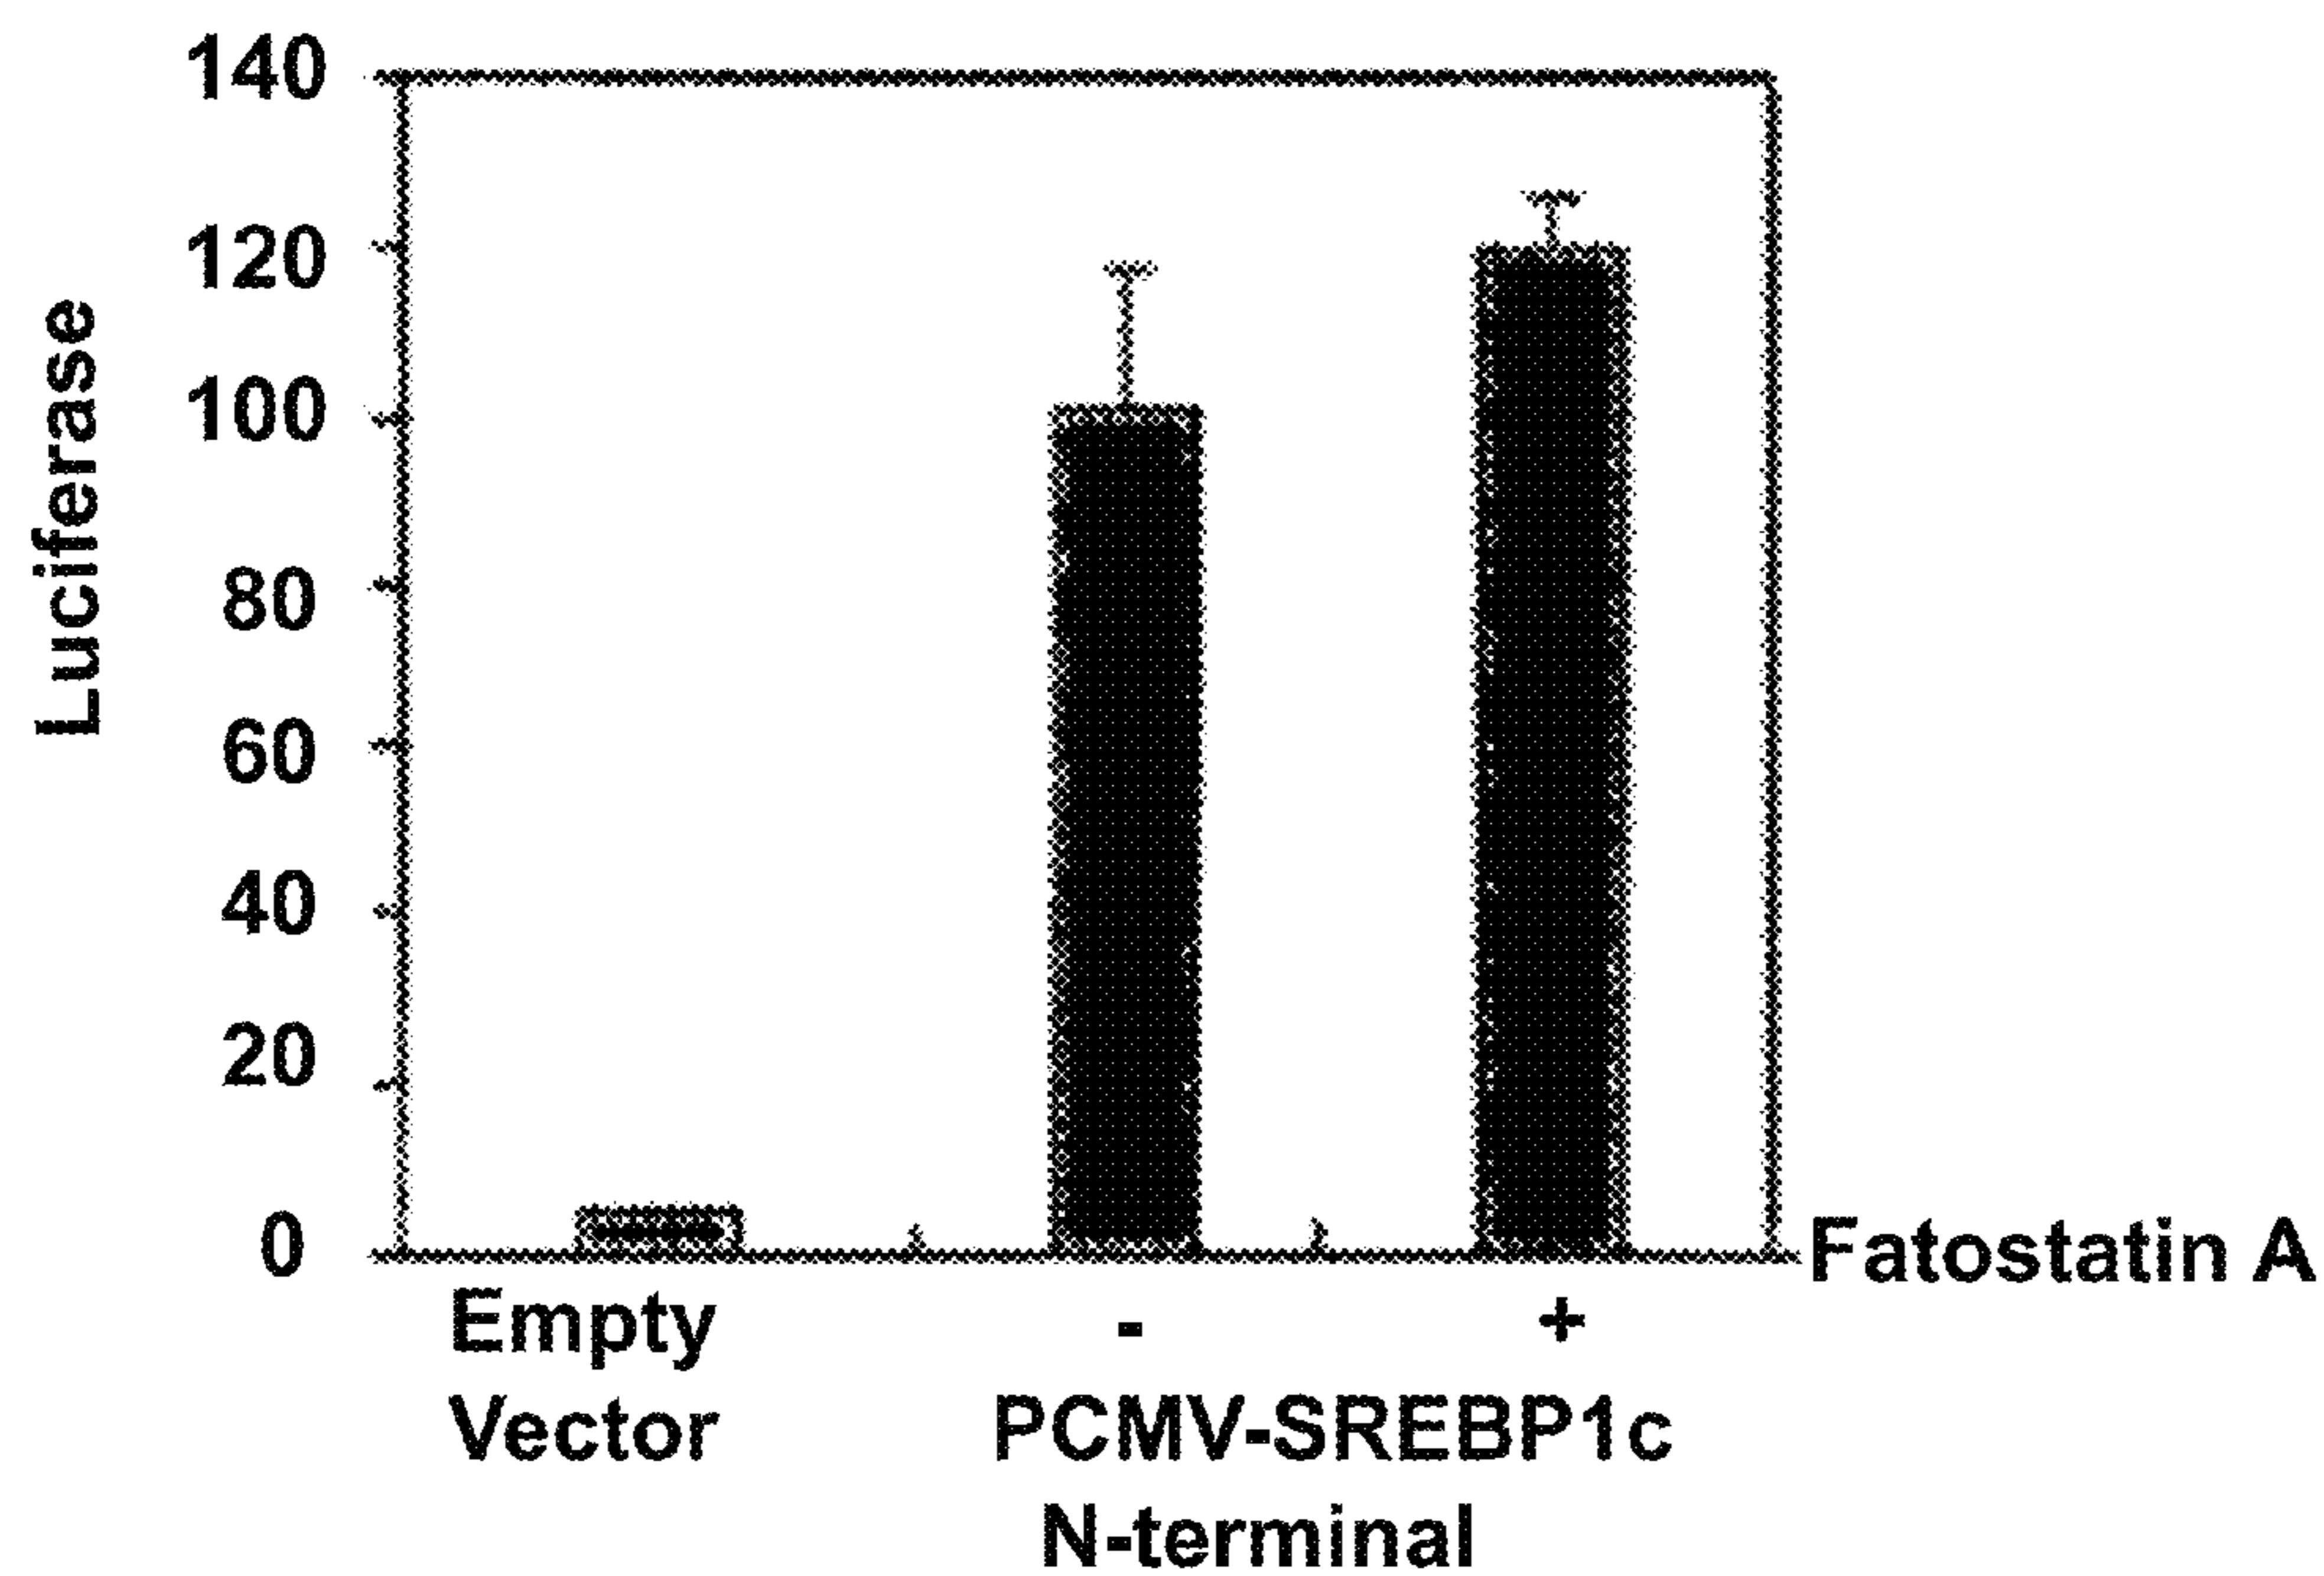 Luciferase
140
120
100
80
60
40
20
0
Fatostatin A
Empty - +
Vector PCMV-SREBP1c
N-terminal